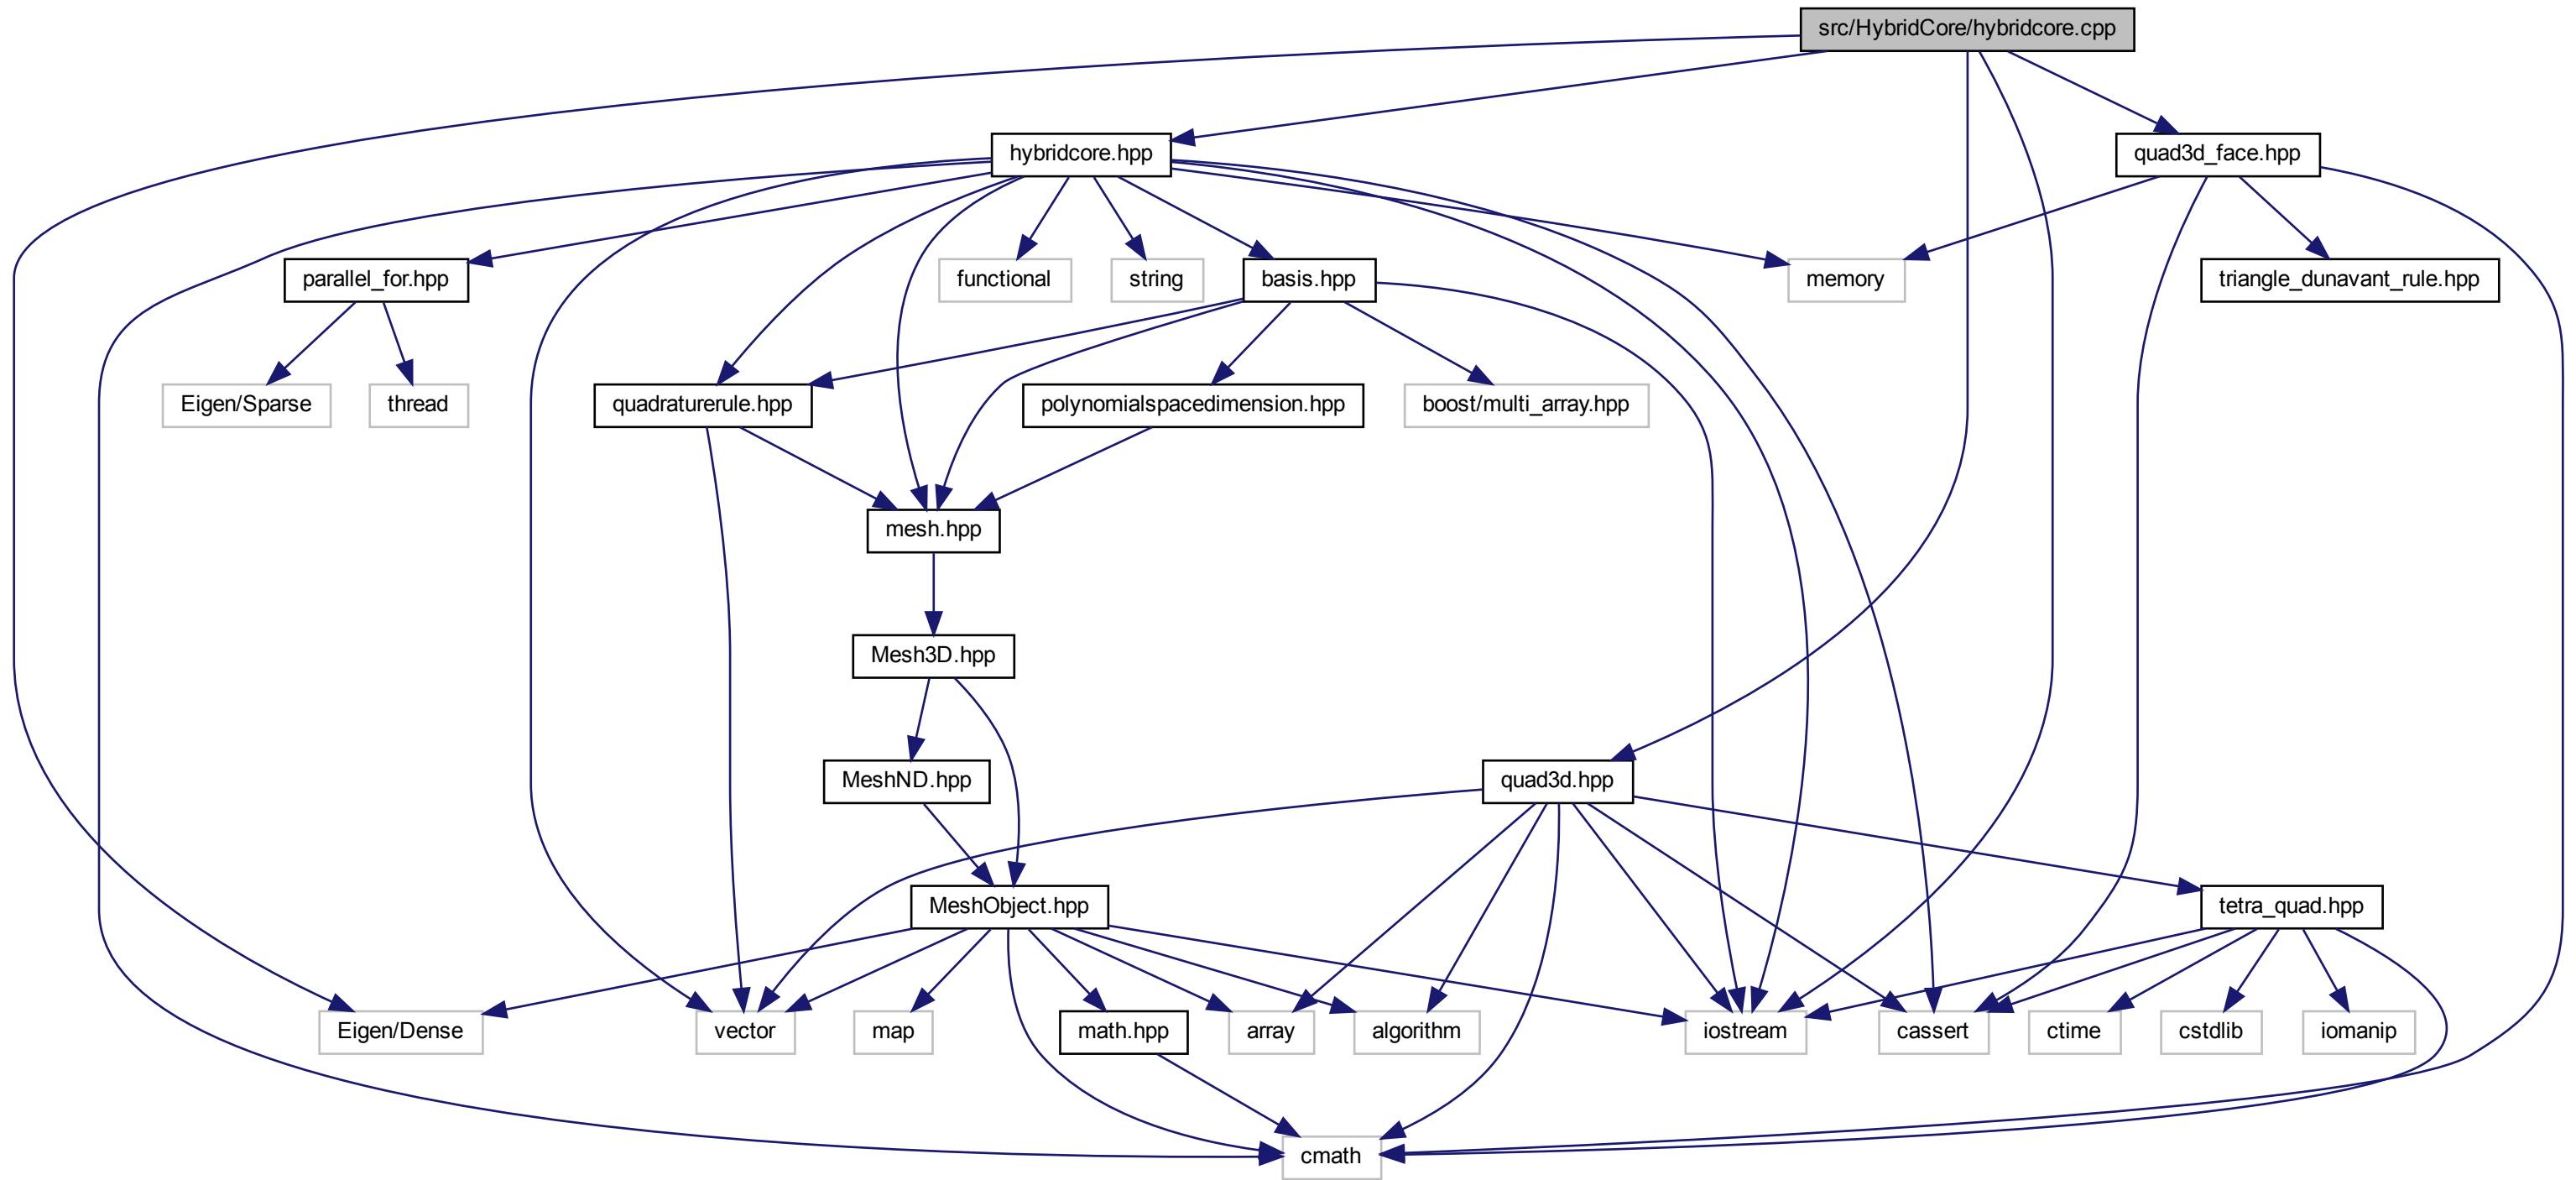 src/HybridCore/hybridcore.cpp
hybridcore.hpp
quad3d_face.hpp
parallel_for.hpp
functional
string
basis.hpp
memory
triangle_dunavant_rule.hpp
Eigen/Sparse
thread
quadraturerule.hpp
polynomialspacedimension.hpp
boost/multi_array.hpp
mesh.hpp
Mesh3D.hpp
MeshND.hpp
quad3d.hpp
MeshObject.hpp
tetra_quad.hpp
Eigen/Dense
vector
map
math.hpp
array
algorithm
iostream
cassert
ctime
cstdlib
iomanip
cmath